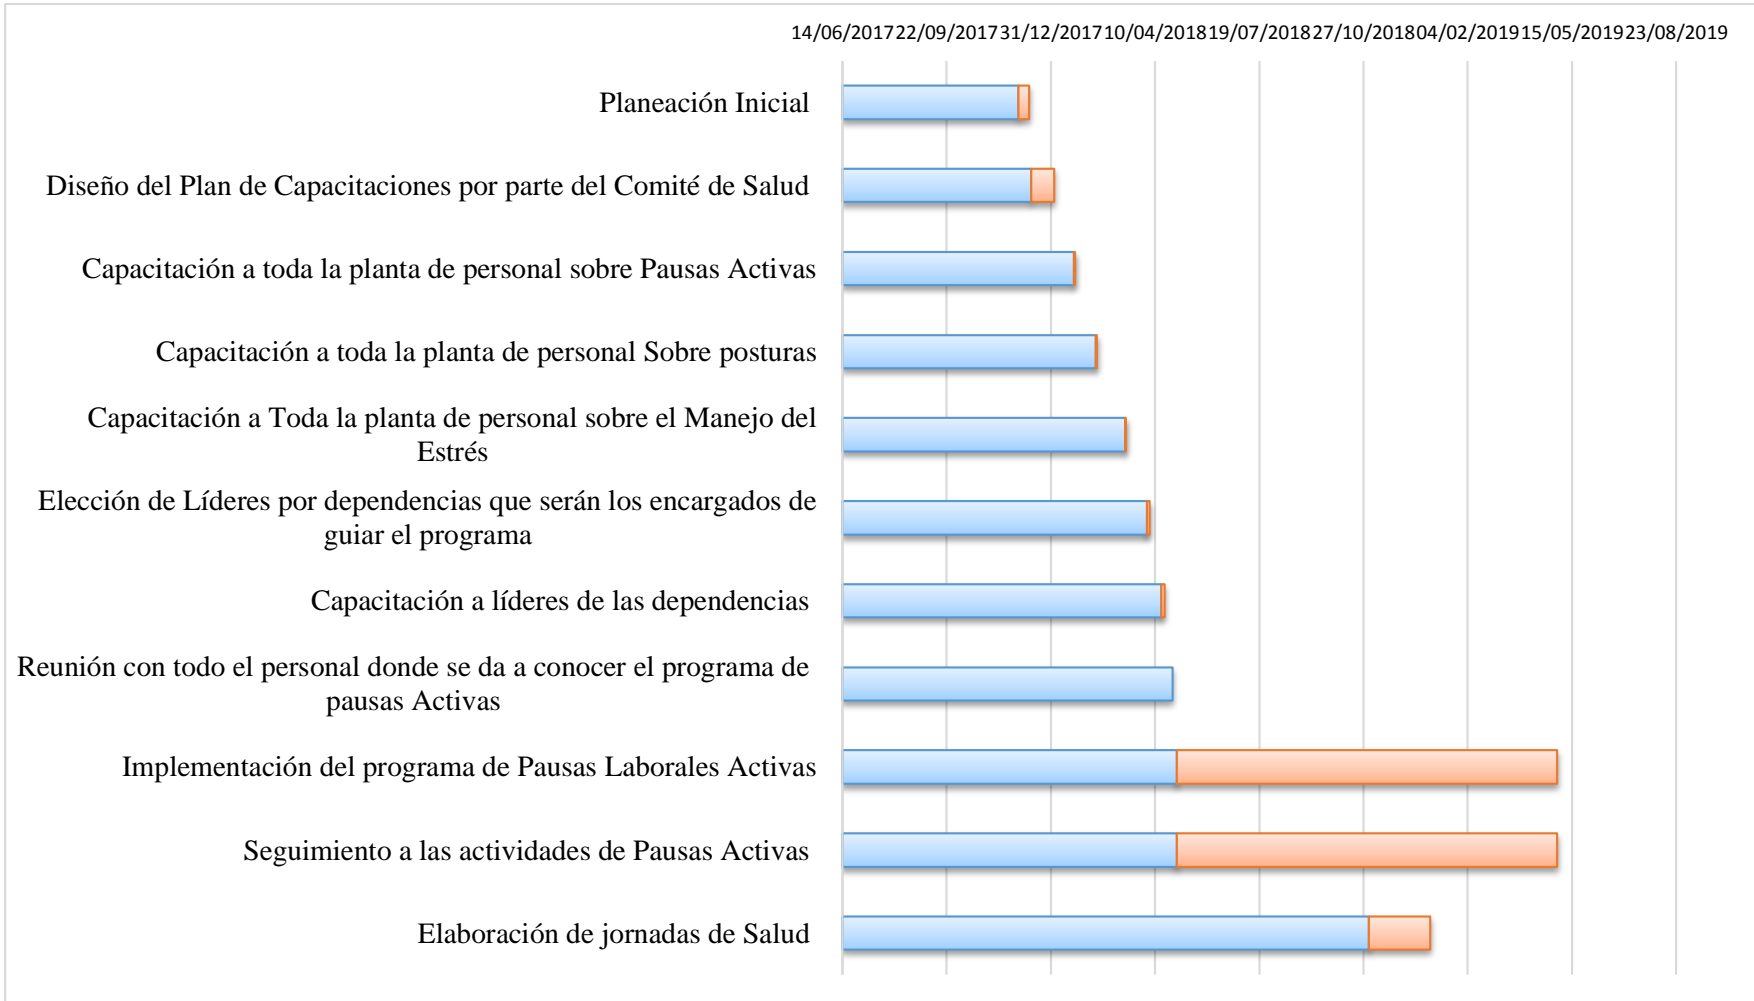 14/06/2017 22/09/2017 31/12/2017 10/04/2018 19/07/2018 27/10/2018 04/02/2019 15/05/2019 23/08/2019
Planeación Inicial
Diseño del Plan de Capacitaciones por parte del Comité de Salud
Capacitación a toda la planta de personal sobre Pausas Activas
Capacitación a toda la planta de personal Sobre posturas
Capacitación a Toda la planta de personal sobre el Manejo del
Estrés
Elección de Líderes por dependencias que serán los encargados de
guiar el programa
Capacitación a líderes de las dependencias
Reunión con todo el personal donde se da a conocer el programa de
pausas Activas
Implementación del programa de Pausas Laborales Activas
Seguimiento a las actividades de Pausas Activas
Elaboración de jornadas de Salud